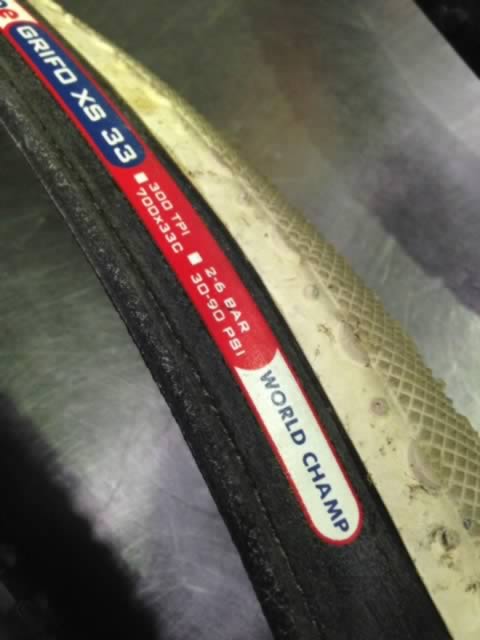 GRIFO XS 33
300 TPI
700x33C
2-6 BAR
30-90 PSI
WORLD CHAMP